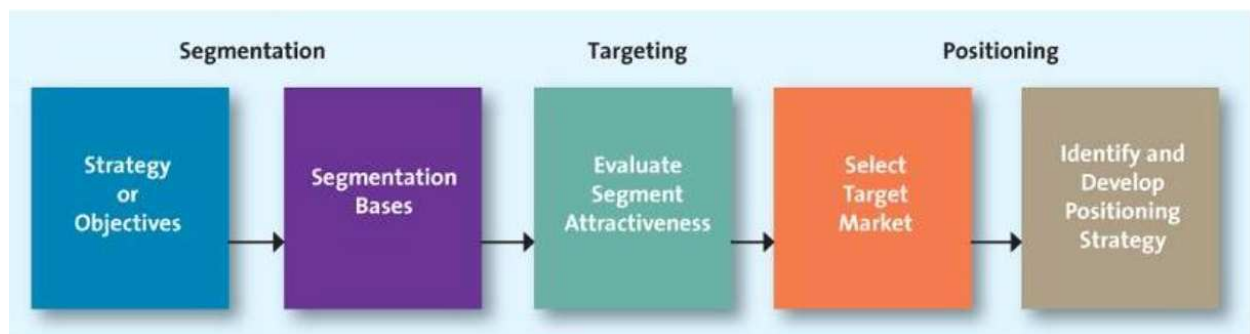 Segmentation
Targeting
Positioning
Strategy
or
Objectives
Segmentation
Bases
Evaluate
Segment
Attractiveness
Select
Target
Market
Identify and
Develop
Positioning
Strategy